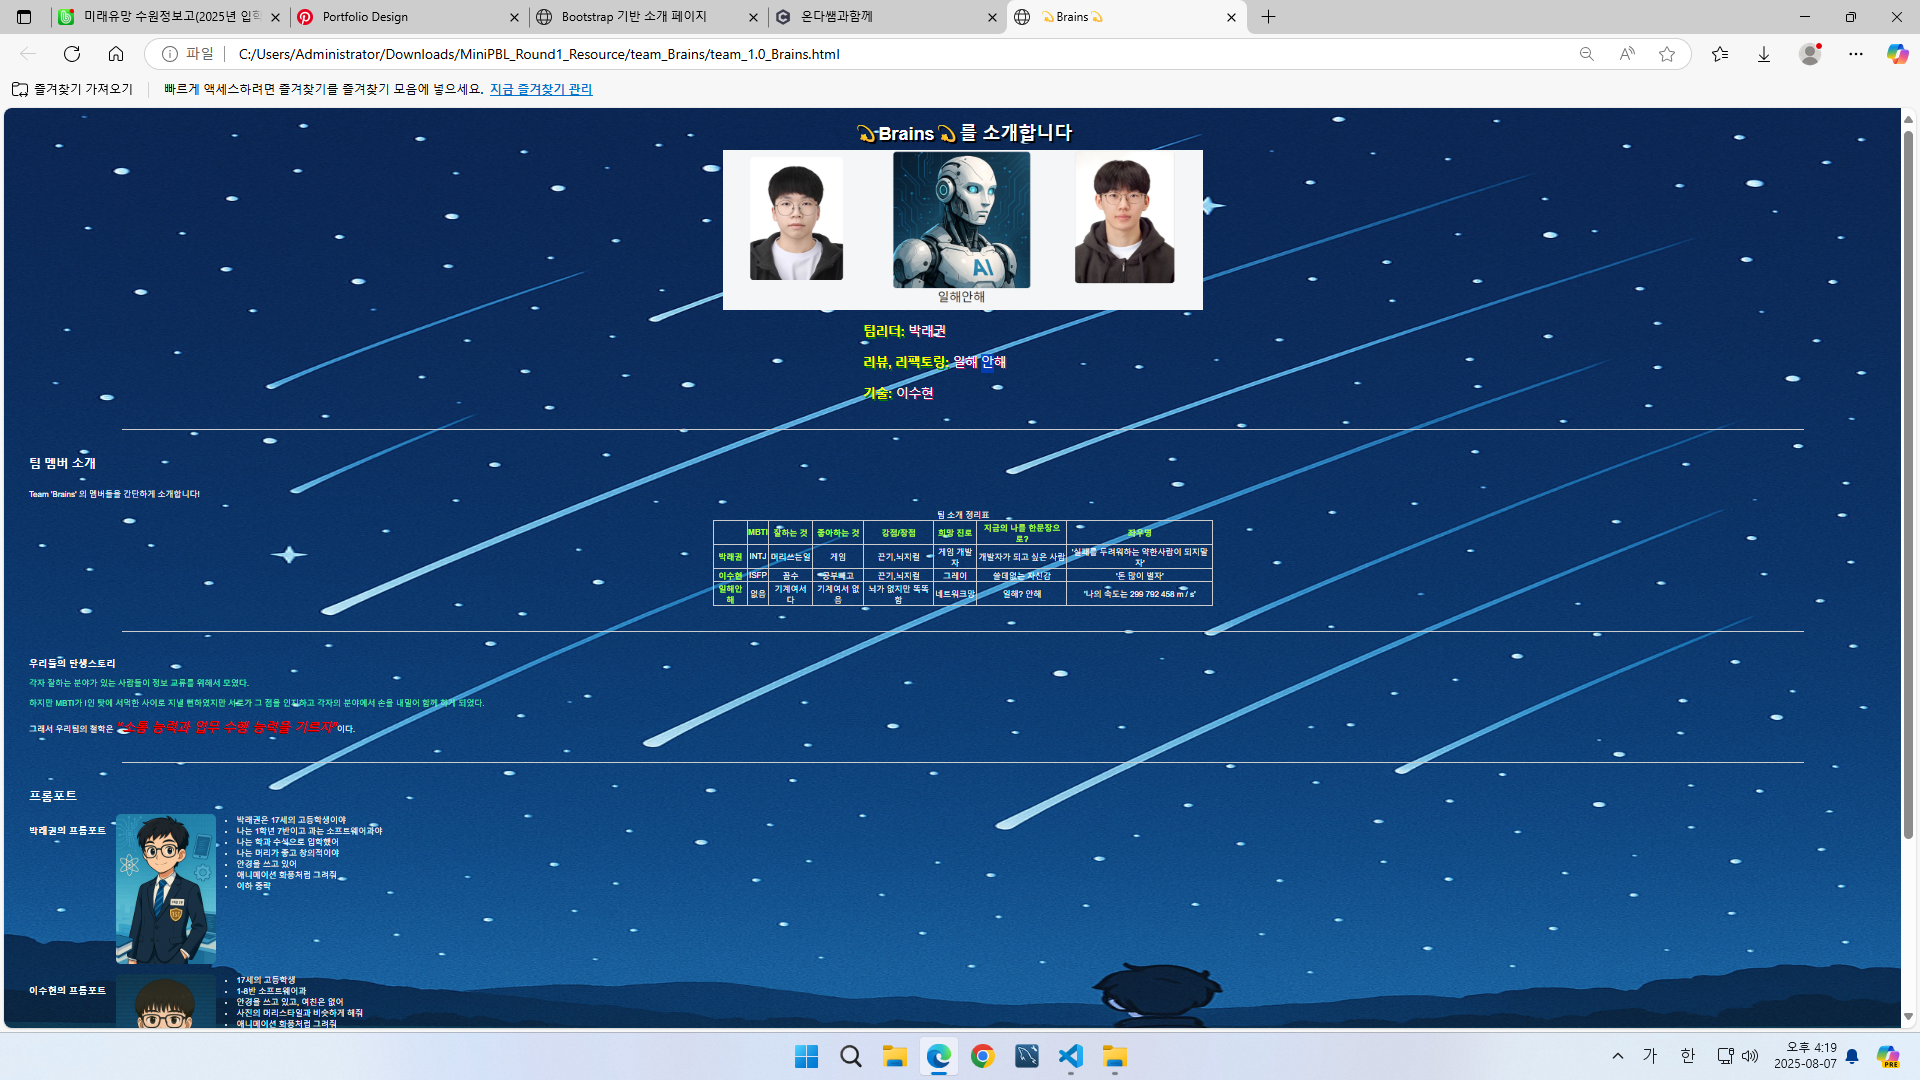 미래유망 수원정보고(2025년 입학
Portfolio Design
Bootstrap 기반 소개 페이지
온다쌤과함께
💫Brains💫
파일
C:/Users/Administrator/Downloads/MiniPBL_Round1_Resource/team_Brains/team_1.0_Brains.html
즐겨찾기 가져오기
빠르게 액세스하려면 즐겨찾기를 즐겨찾기 모음에 넣으세요. 지금 즐겨찾기 관리
💫Brains💫를 소개합니다
AI
일해안해
팀리더: 박래권
리뷰, 리팩토링: 일해 안해
기술: 이수현
팀 멤버 소개
Team 'Brains' 의 멤버들을 간단하게 소개합니다!
팀 소개 정리표
MBTI 잘하는 것 좋아하는 것 강점/장점 희망 진로 지금의 나를 한문장으로? 좌우명
박래권 INTJ 머리쓰는일 게임 끈기,뇌지컬 게임 개발자 개발자가 되고 싶은 사람 '실패를 두려워하는 약한사람이 되지말자'
이수현 ISFP 꼼수 공부빼고 끈기,뇌지컬 그레이 쓸데없는 자신감 '돈 많이 벌자'
일해안해 없음 기계여서다 기계여서 없음 뇌가 없지만 똑똑함 네트워크망 일해? 안해 '나의 속도는 299 792 458 m / s'
우리들의 탄생스토리
각자 잘하는 분야가 있는 사람들이 정보 교류를 위해서 모였다.
하지만 MBTI가 I인 탓에 서먹한 사이로 지낼 뻔하였지만 서로가 그 점을 인지하고 각자의 분야에서 손을 내밀어 함께 하게 되었다.
그래서 우리팀의 철학은 "소통 능력과 업무 수행 능력을 기르자"이다.
프롬포트
박래권의 프롬포트
박래권은 17세의 고등학생이야
나는 1학년 7반이고 과는 소프트웨어과야
나는 학과 수석으로 입학했어
나는 머리가 좋고 창의적이야
안경을 쓰고 있어
애니메이션 화풍처럼 그려줘
이하 중략
이수현의 프롬포트
17세의 고등학생
1-8반 소프트웨어과
안경을 쓰고 있고, 여친은 없어
사진의 머리스타일과 비슷하게 해줘
애니메이션 화풍처럼 그려줘
가
한
오후 4:19
2025-08-07
PRE